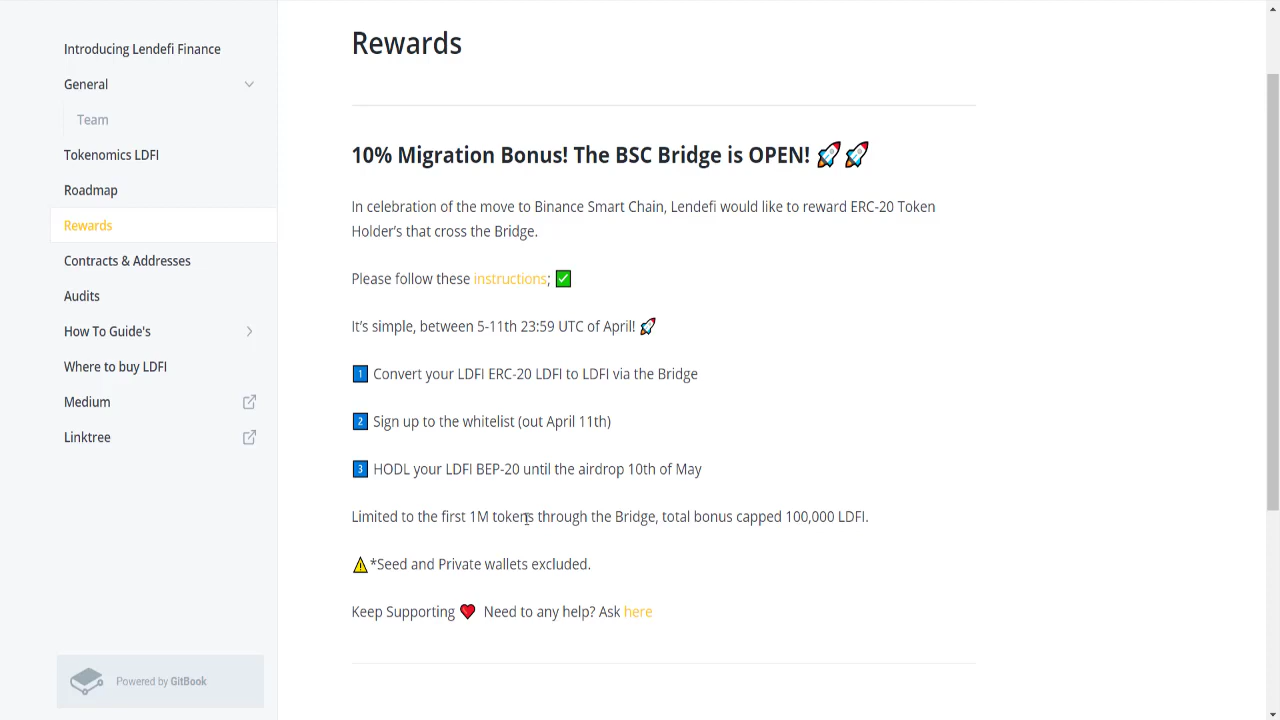 Introducing Lendefi Finance
General
Team
Tokenomics LDFI
Roadmap
Rewards
Contracts & Addresses
Audits
How To Guide's
Where to buy LDFI
Medium
Linktree
Powered by GitBook
Rewards
10% Migration Bonus! The BSC Bridge is OPEN! 🚀🚀
In celebration of the move to Binance Smart Chain, Lendefi would like to reward ERC-20 Token
Holder's that cross the Bridge.
Please follow these instructions; ✅
It's simple, between 5-11th 23:59 UTC of April! 🚀
1️⃣ Convert your LDFI ERC-20 LDFI to LDFI via the Bridge
2️⃣ Sign up to the whitelist (out April 11th)
3️⃣ HODL your LDFI BEP-20 until the airdrop 10th of May
Limited to the first 1M tokens through the Bridge, total bonus capped 100,000 LDFI.
⚠️*Seed and Private wallets excluded.
Keep Supporting ❤️ Need to any help? Ask here